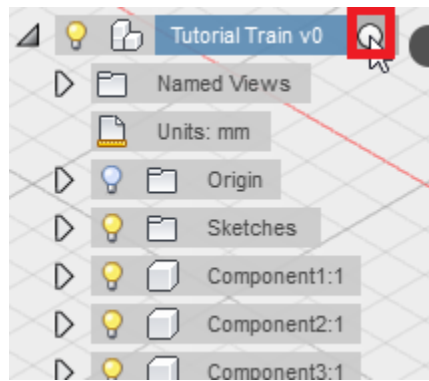 Tutorial Train v0
Named Views
Units: mm
Origin
Sketches
Component1:1
Component2:1
Component3:1